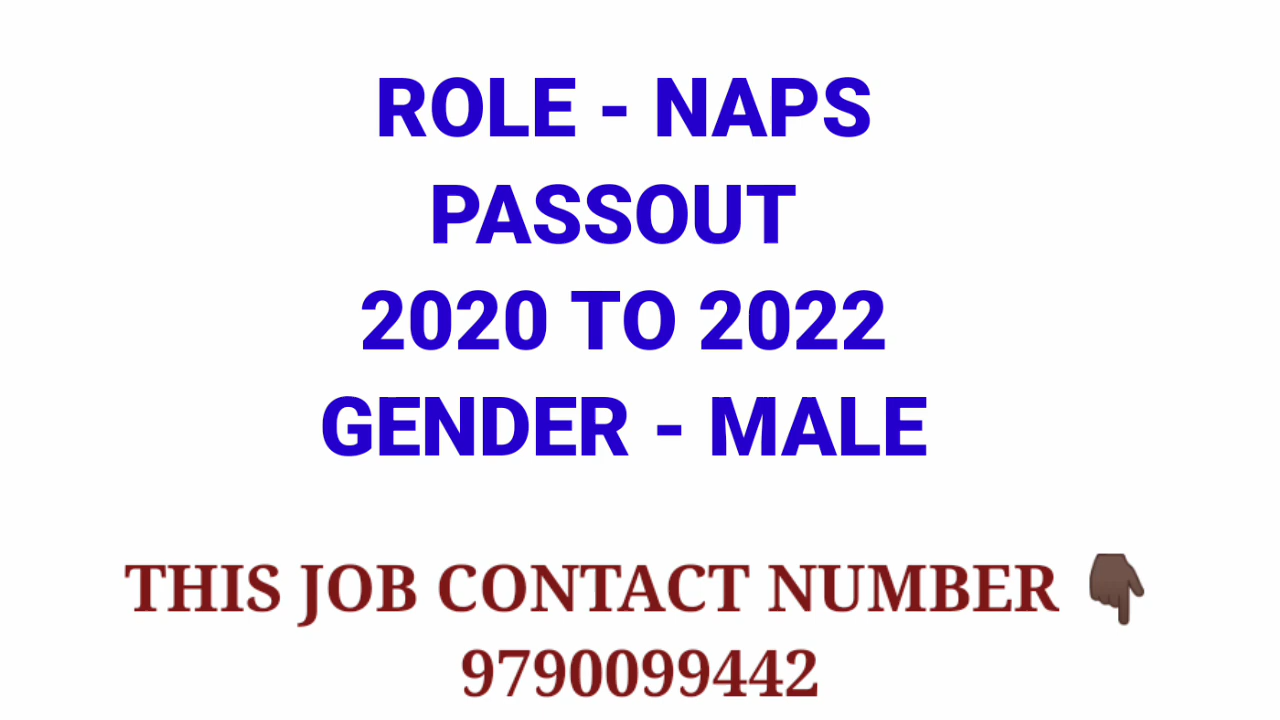 ROLE - NAPS
PASSOUT
2020 TO 2022
GENDER - MALE
THIS JOB CONTACT NUMBER 👇🏿
9790099442